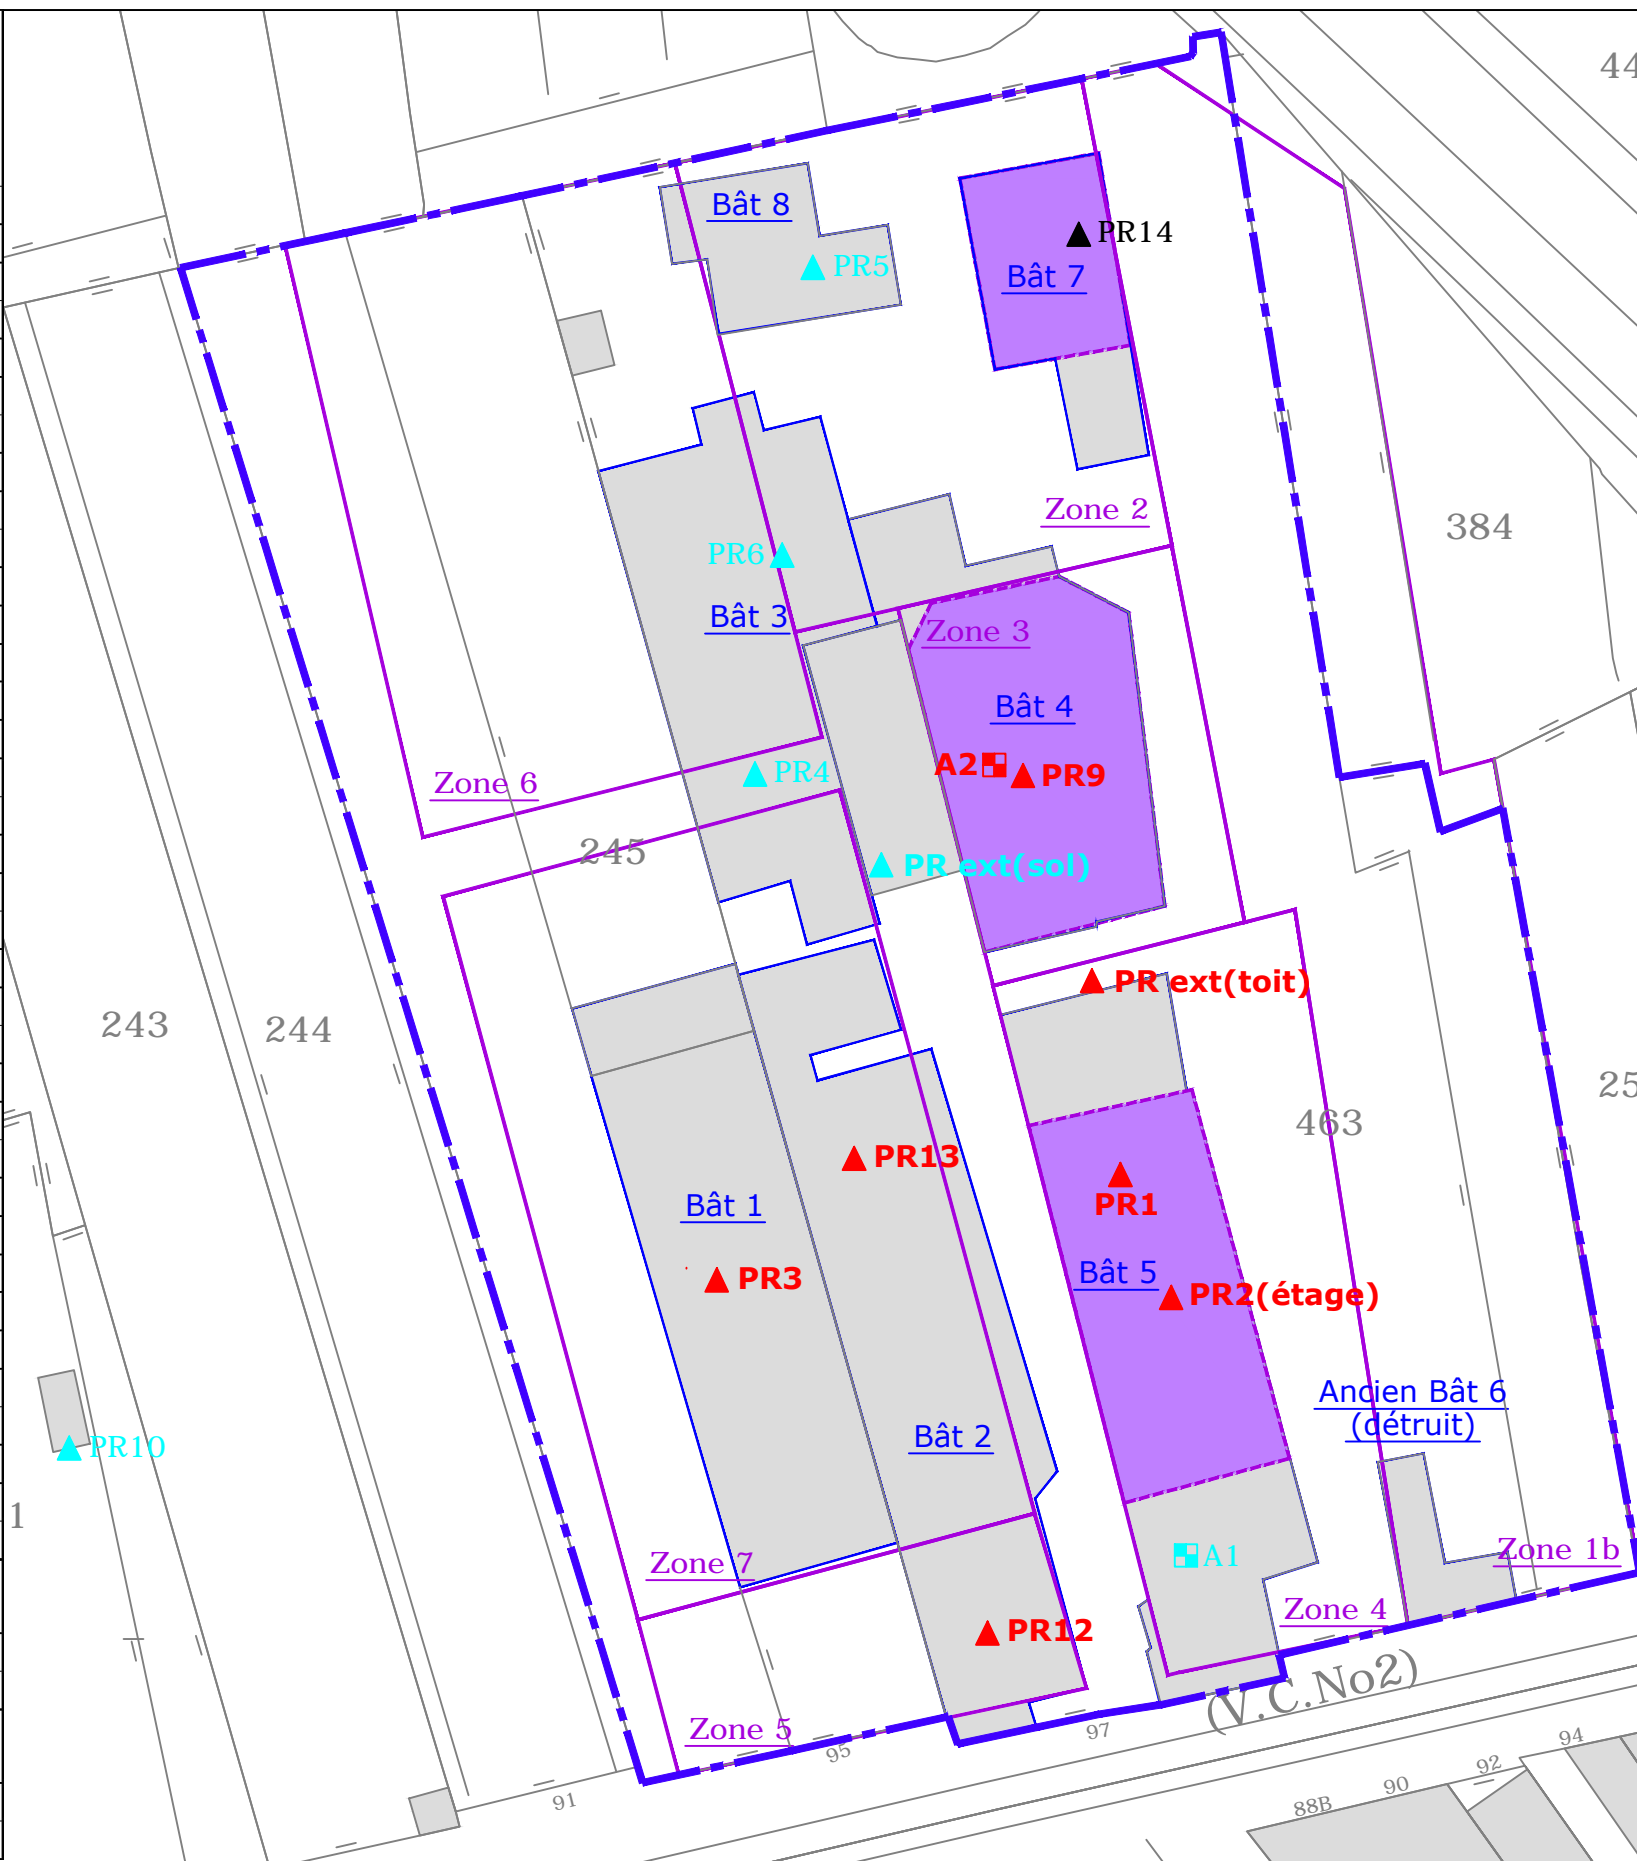 44
Bât 8
PR14
PR5
Bât 7
Zone 2
384
PR6
Bât 3
Zone 3
Bât 4
A2
PR9
PR4
Zone 6
245
PR ext(sol)
PR ext(toit)
243
244
25
463
PR13
PR1
Bât 1
Bât 5
PR3
PR2(étage)
Ancien Bât 6
(détruit)
Bât 2
PR10
1
A1
Zone 1b
Zone 7
Zone 4
PR12
(V.C.No2)
Zone 5
95
97
94
92
90
91
88B